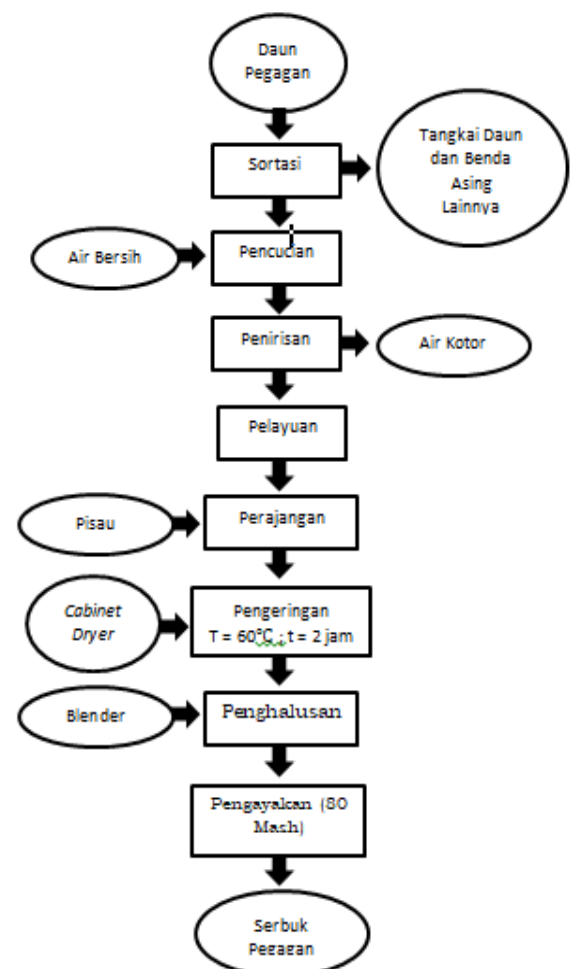 Daun
Pegagan
Sortasi
Tangkai Daun
dan Benda
Asing
Lainnya
Air Bersih
Pencucian
Penirisan
Air Kotor
Pelayuan
Pisau
Perajangan
Cabinet
Dryer
Pengeringan
T = 60°C ; t = 2 jam
Blender
Penghalusan
Pengayakan (80
Mash)
Serbuk
Pegagan